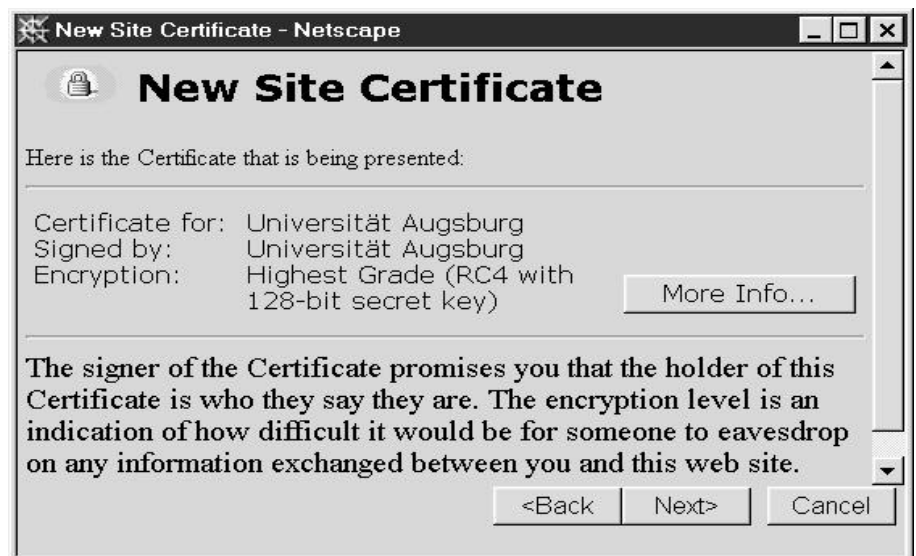 New Site Certificate - Netscape
New Site Certificate
Here is the Certificate that is being presented:
Certificate for: Universität Augsburg
Signed by: Universität Augsburg
Encryption: Highest Grade (RC4 with
128-bit secret key)
More Info...
The signer of the Certificate promises you that the holder of this
Certificate is who they say they are. The encryption level is an
indication of how difficult it would be for someone to eavesdrop
on any information exchanged between you and this web site.
<Back Next> Cancel